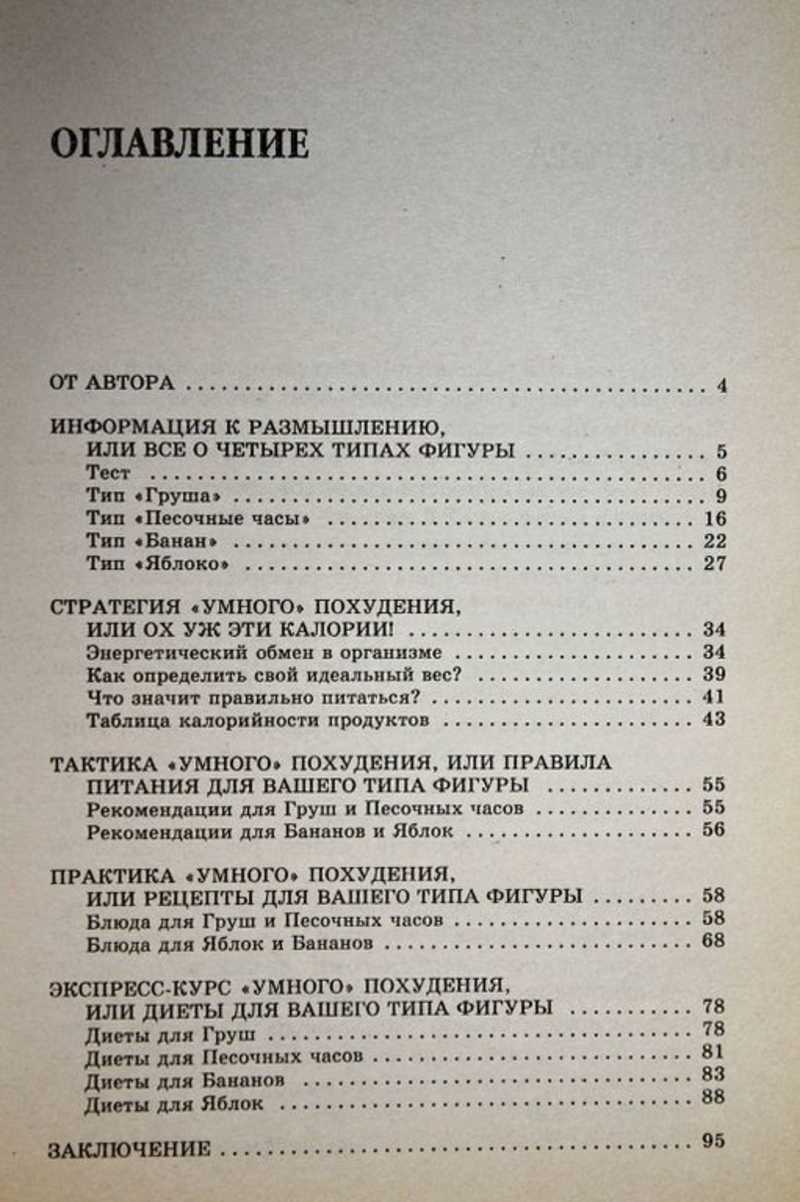 ОГЛАВЛЕНИЕ
ОТ АВТОРА ................................................ 4
ИНФОРМАЦИЯ К РАЗМЫШЛЕНИЮ,
ИЛИ ВСЕ О ЧЕТЫРЕХ ТИПАХ ФИГУРЫ ................ 5
Тест ................................................ 6
Тип «Груша» ........................................ 9
Тип «Песочные часы» ............................... 16
Тип «Банан» ........................................ 22
Тип «Яблоко» ....................................... 27
СТРАТЕГИЯ «УМНОГО» ПОХУДЕНИЯ,
ИЛИ ОХ УЖ ЭТИ КАЛОРИИ! ........................ 34
Энергетический обмен в организме .................... 34
Как определить свой идеальный вес? .................. 39
Что значит правильно питаться? ...................... 41
Таблица калорийности продуктов ..................... 43
ТАКТИКА «УМНОГО» ПОХУДЕНИЯ, ИЛИ ПРАВИЛА
ПИТАНИЯ ДЛЯ ВАШЕГО ТИПА ФИГУРЫ ............. 55
Рекомендации для Груш и Песочных часов .............. 55
Рекомендации для Бананов и Яблок .................... 56
ПРАКТИКА «УМНОГО» ПОХУДЕНИЯ,
ИЛИ РЕЦЕПТЫ ДЛЯ ВАШЕГО ТИПА ФИГУРЫ ......... 58
Блюда для Груш и Песочных часов .................... 58
Блюда для Яблок и Бананов .......................... 68
ЭКСПРЕСС-КУРС «УМНОГО» ПОХУДЕНИЯ,
ИЛИ ДИЕТЫ ДЛЯ ВАШЕГО ТИПА ФИГУРЫ ........... 78
Диеты для Груш ..................................... 78
Диеты для Песочных часов ........................... 81
Диеты для Бананов .................................. 83
Диеты для Яблок .................................... 88
ЗАКЛЮЧЕНИЕ ............................................ 95